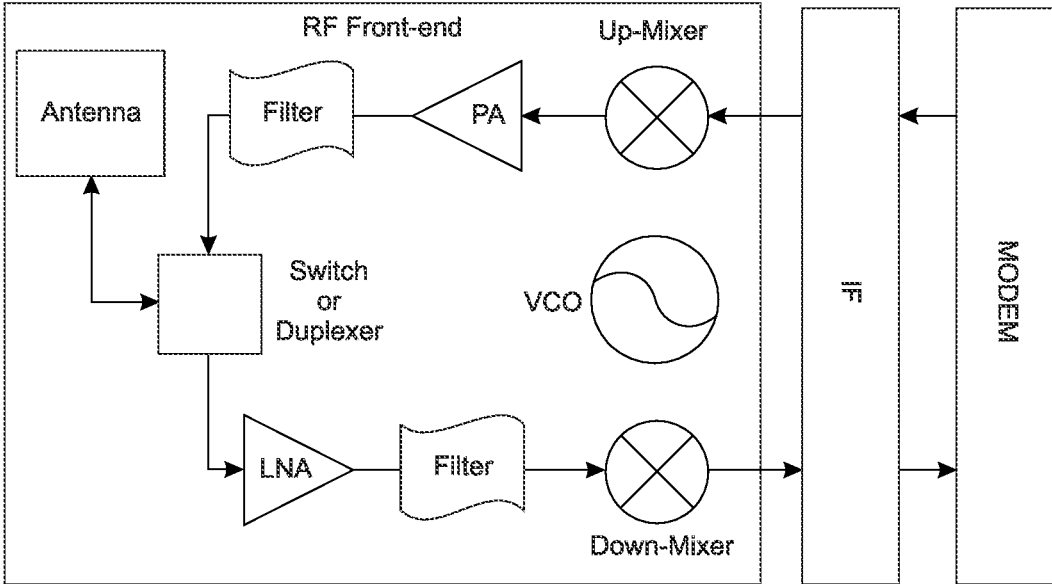 RF Front-end
Up-Mixer
Antenna
Filter
PA
Switch
or
Duplexer
VCO
IF
MODEM
LNA
Filter
Down-Mixer